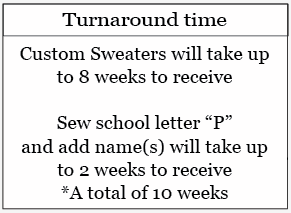 Turnaround time
Custom Sweaters will take up
to 8 weeks to receive
Sew school letter “P”
and add name(s) will take up
to 2 weeks to receive
*A total of 10 weeks